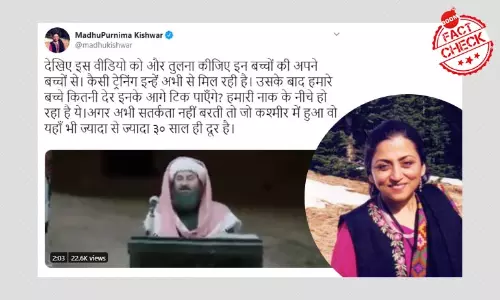 100%
FACT
CHECK
MadhuPurnima Kishwar
@madhukishwar
देखिए इस वीडियो को और तुलना कीजिए इन बच्चों की अपने
बच्चों से। कैसी ट्रेनिंग इन्हें अभी से मिल रही है। उसके बाद हमारे
बच्चे कितनी देर इनके आगे टिक पाएँगे? हमारी नाक के नीचे हो
रहा है ये।अगर अभी सतर्कता नहीं बरती तो जो कश्मीर में हुआ वो
यहाँ भी ज्यादा से ज्यादा ३० साल ही दूर है।
2:03
22.6K views